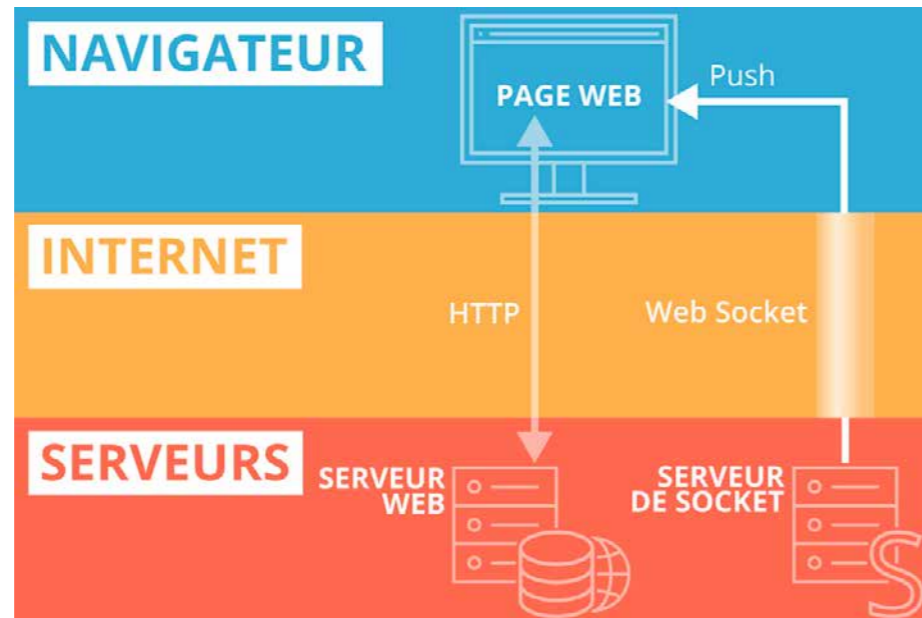 NAVIGATEUR
PAGE WEB
Push
INTERNET
HTTP
Web Socket
SERVEURS
SERVEUR
WEB
SERVEUR
DE SOCKET
S